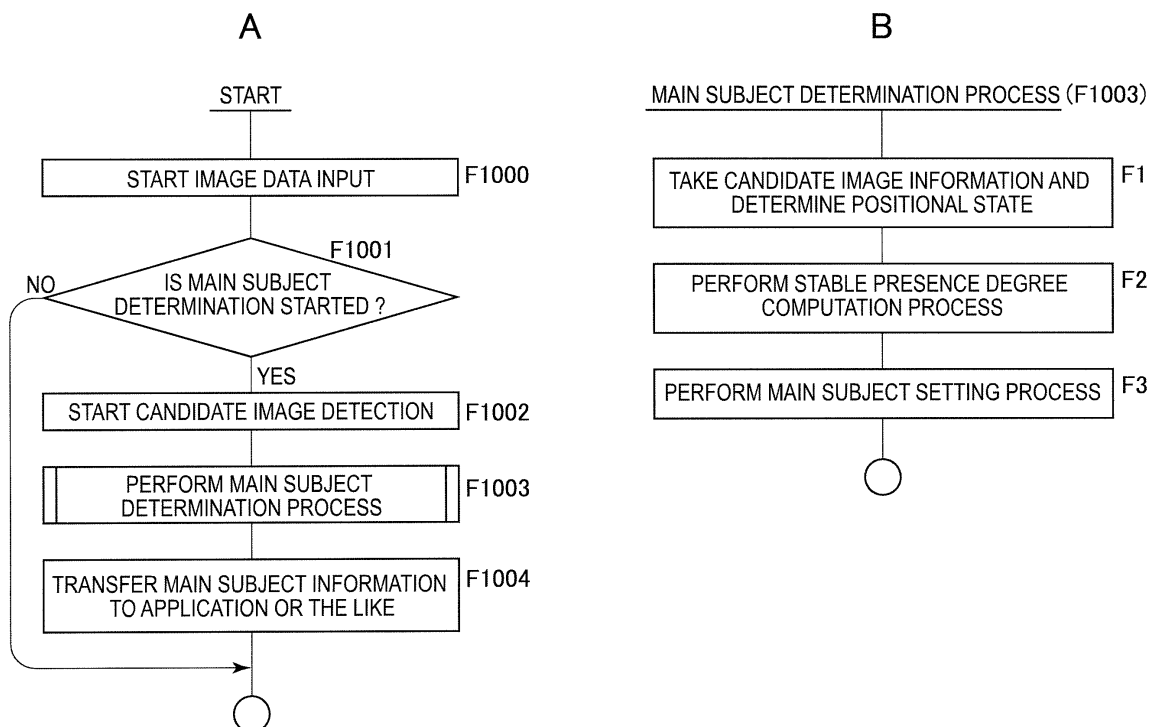 A
START
START IMAGE DATA INPUT
F1000
F1001
IS MAIN SUBJECT
DETERMINATION STARTED ?
NO
YES
START CANDIDATE IMAGE DETECTION
F1002
PERFORM MAIN SUBJECT
DETERMINATION PROCESS
F1003
TRANSFER MAIN SUBJECT INFORMATION
TO APPLICATION OR THE LIKE
F1004
B
MAIN SUBJECT DETERMINATION PROCESS (F1003)
TAKE CANDIDATE IMAGE INFORMATION AND
DETERMINE POSITIONAL STATE
F1
PERFORM STABLE PRESENCE DEGREE
COMPUTATION PROCESS
F2
PERFORM MAIN SUBJECT SETTING PROCESS
F3